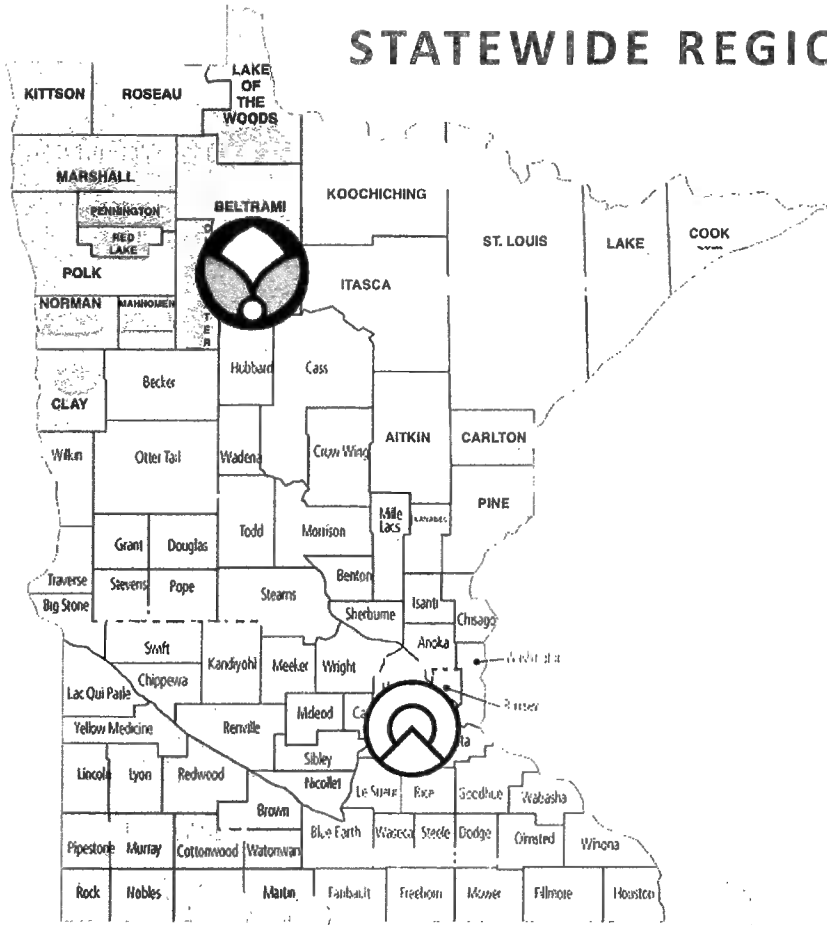 STATEWIDE REGIO
LAKE
OF
THE
WOODS
KITTSON
ROSEAU
MARSHALL
BELTRAMI
KOOCHICHING
PENNINGTON
RED
LAKE
ST. LOUIS
LAKE
COOK
POLK
ITASCA
NORMAN
MAHNOMEN
T
E
R
Hubbard
Cass
Becker
CLAY
AITKIN
CARLTON
Wilkin
Otter Tail
Wadena
Crow Wing
PINE
Mille
Lacs
Grant
Douglas
Todd
Morrison
Traverse
Stevens
Pope
Benton
Big Stone
Stearns
Sherburne
Isanti
Chisago
Swift
Kandiyohi
Meeker
Wright
Anoka
Chippewa
Lac Qui Parle
Mcleod
Ca
Yellow Medicine
Renville
ta
Sibley
Lincoln
Lyon
Redwood
Nicollet
Le Sueur
Rice
Goodhue
Wabasha
Brown
Pipestone
Murray
Cottonwood
Watonwan
Blue Earth
Waseca
Steele
Dodge
Olmsted
Winona
Rock
Nobles
Martin
Faribault
Freeborn
Mower
Fillmore
Houston